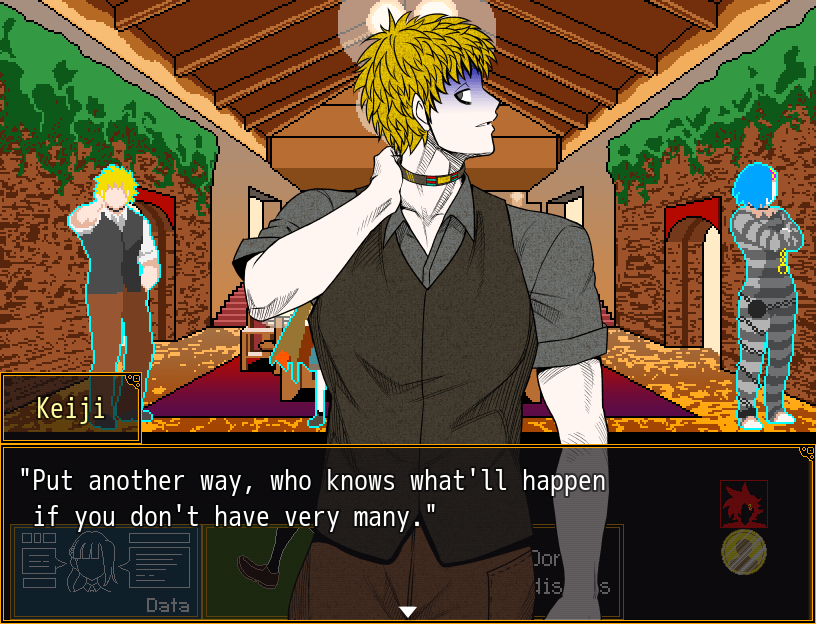 Keiji
"Put another way, who knows what'll happen
if you don't have very many."
Data